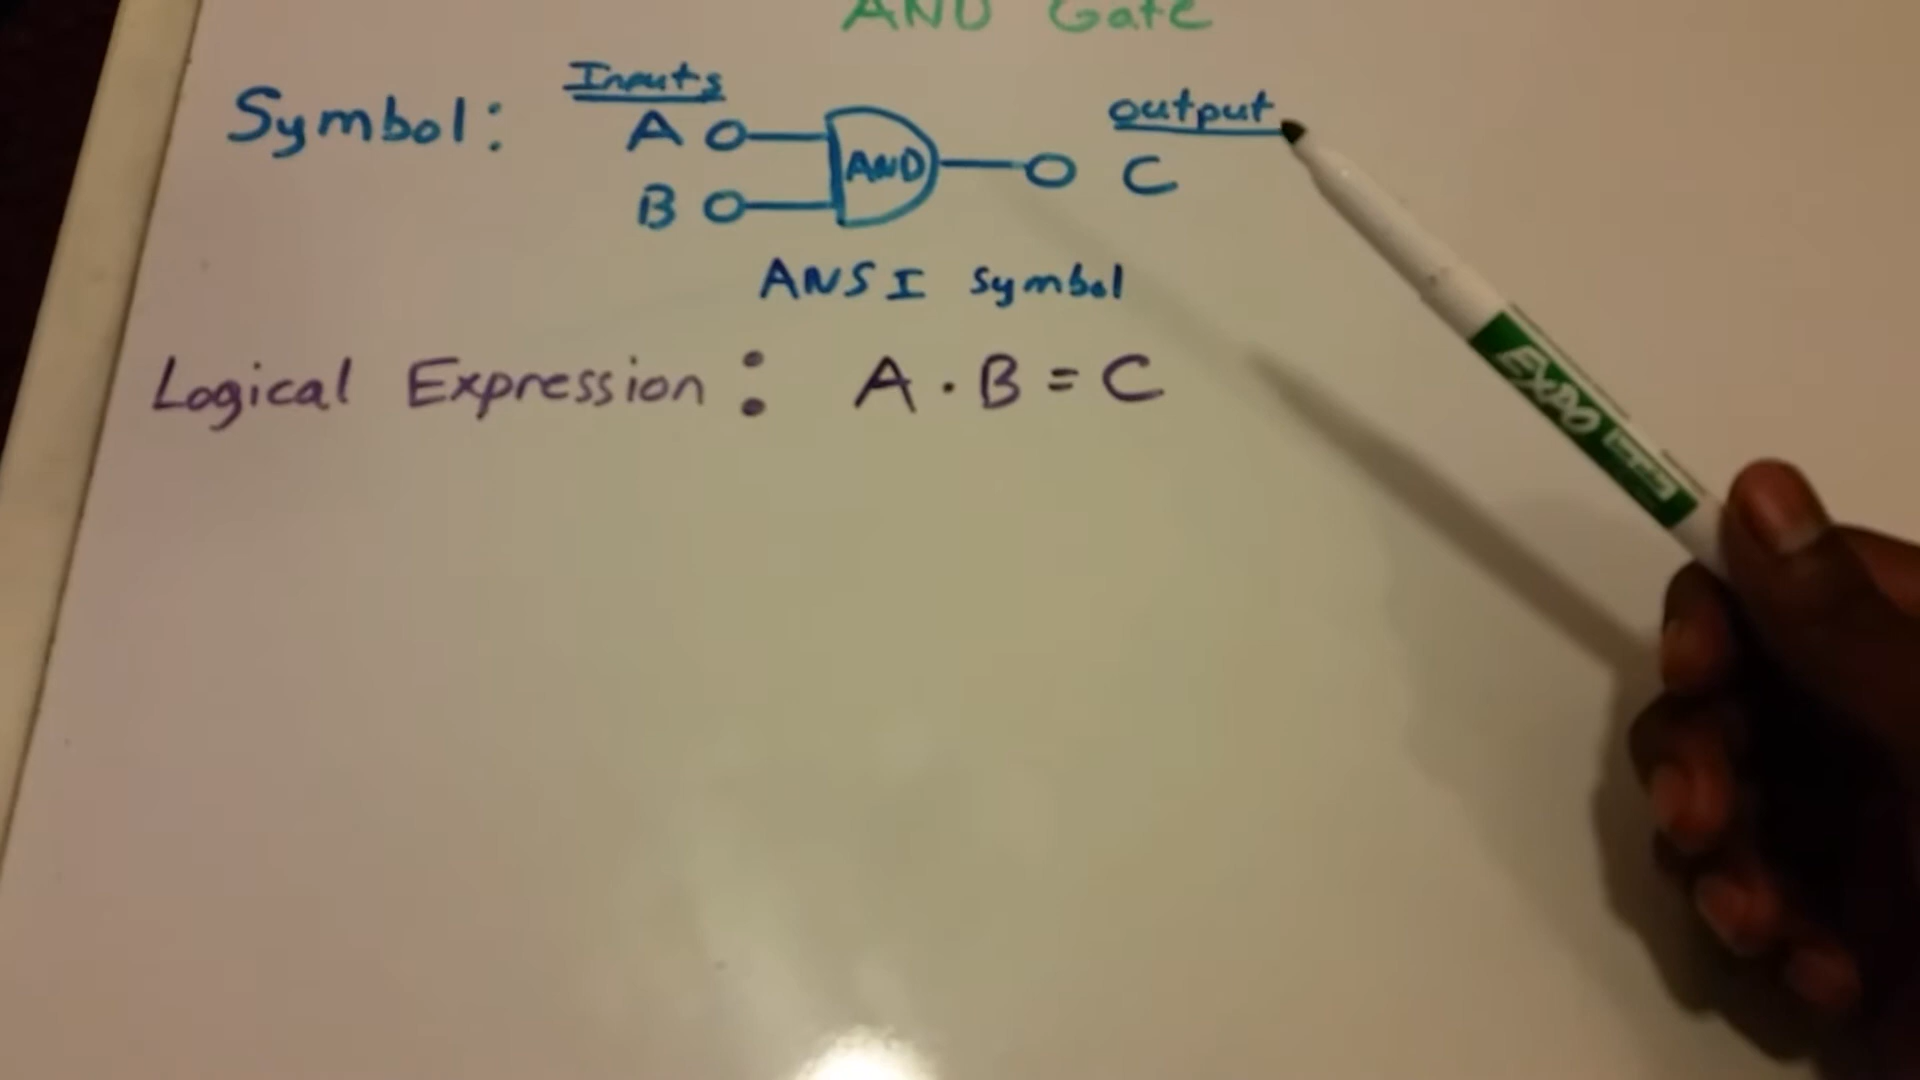 AND Gate
Symbol:
Inputs
A
B
AND
output
C
ANSI Symbol
Logical Expression: A · B = C
EXPO